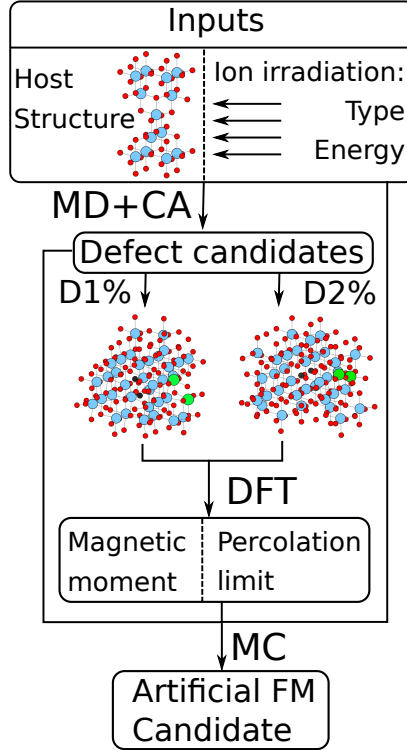 Inputs
Host
Structure
Ion irradiation:
Type
Energy
MD+CA
Defect candidates
D1%
D2%
DFT
Magnetic
moment
Percolation
limit
MC
Artificial FM
Candidate